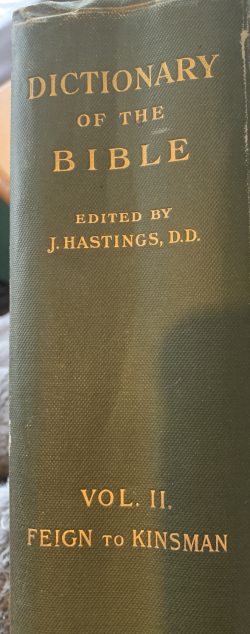 DICTIONARY
OF THE
BIBLE
EDITED BY
J. HASTINGS, D.D.
VOL. II.
FEIGN TO KINSMAN